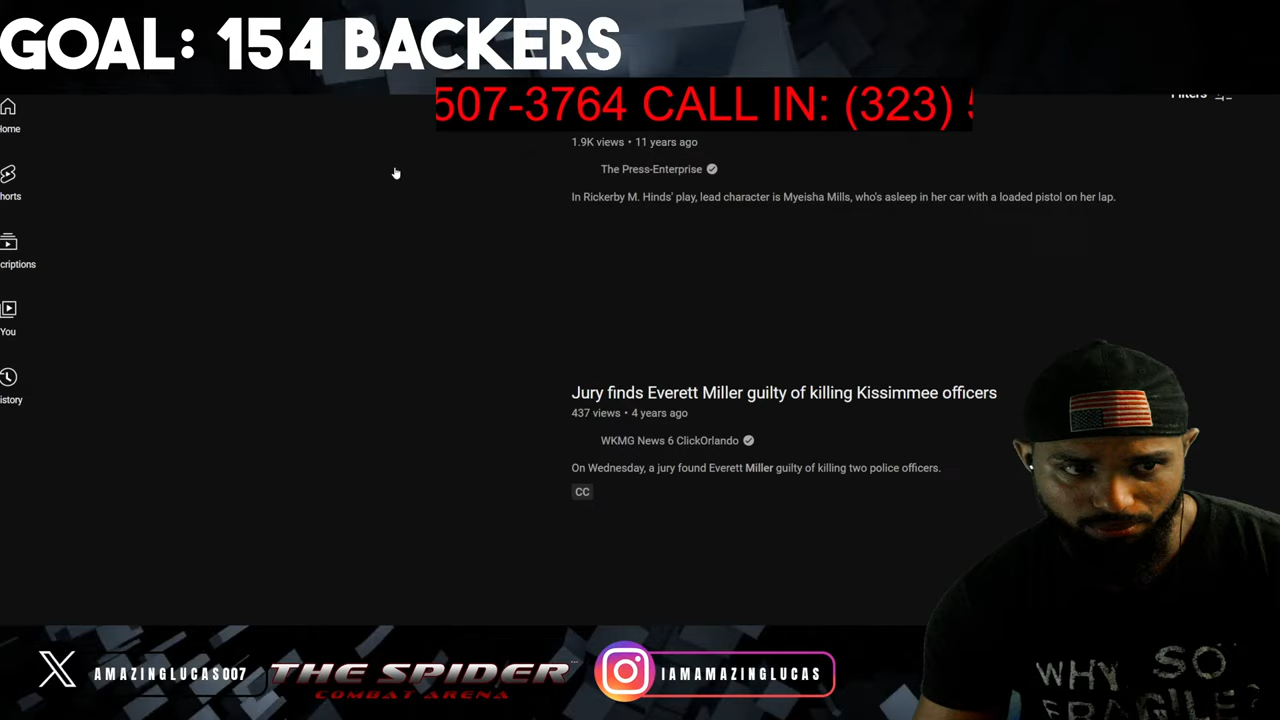 GOAL: 154 BACKERS
507-3764 CALL IN: (323)
Filters
Home
1.9K views • 11 years ago
The Press-Enterprise
In Rickerby M. Hinds' play, lead character is Myeisha Mills, who's asleep in her car with a loaded pistol on her lap.
horts
criptions
You
istory
Jury finds Everett Miller guilty of killing Kissimmee officers
437 views • 4 years ago
WKMG News 6 ClickOrlando
On Wednesday, a jury found Everett Miller guilty of killing two police officers.
CC
WHY SO
FRAGILE?
AMAZINGLUCAS007
THE SPIDER
COMBAT ARENA
IAMAMAZINGLUCAS